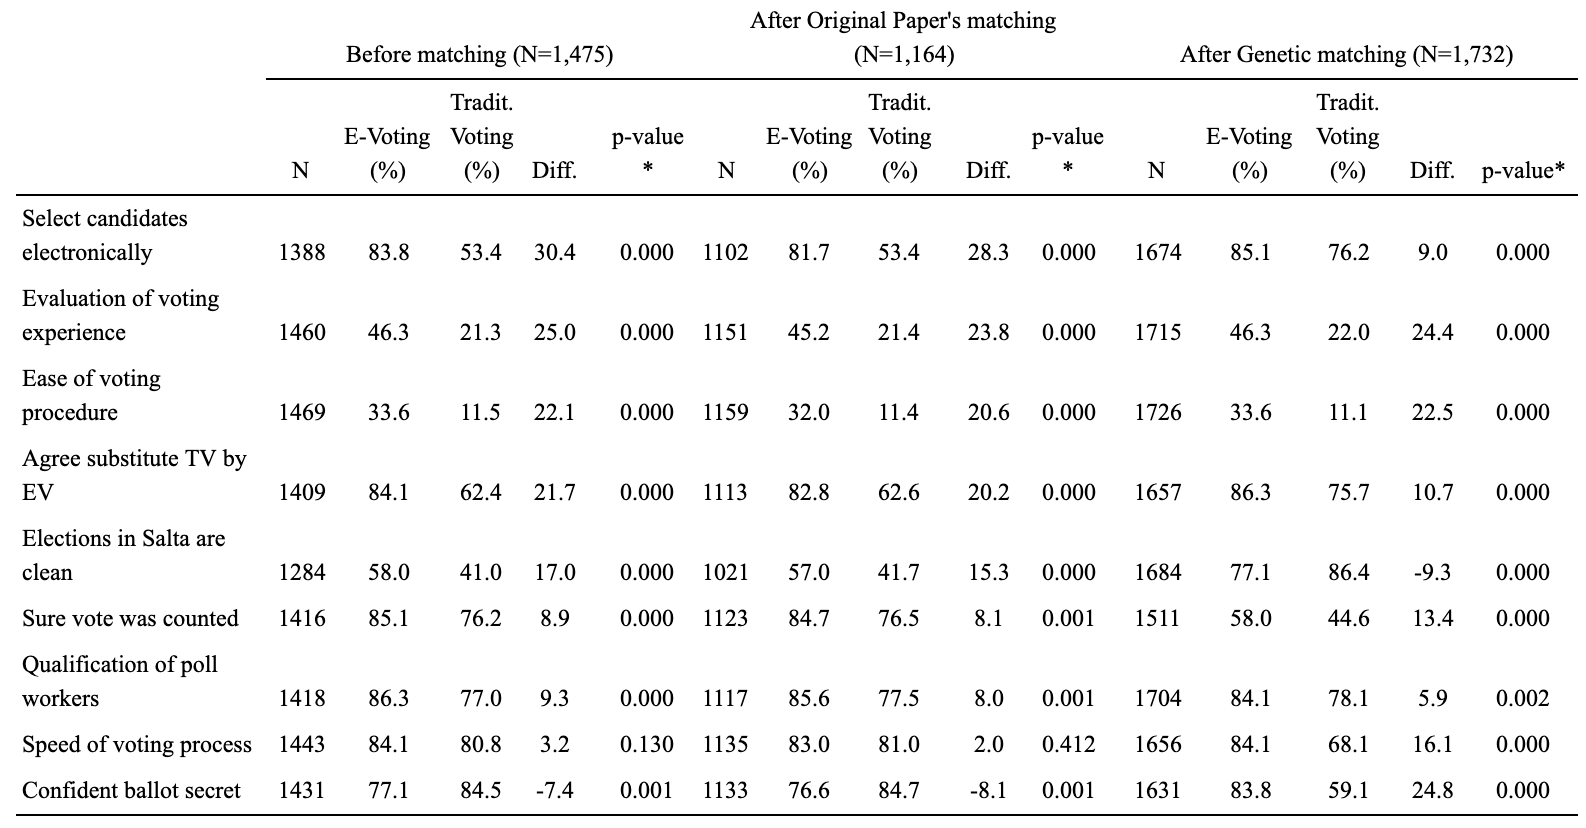 After Original Paper's matching
Before matching (N=1,475) (N=1,164) After Genetic matching (N=1,732)
Tradit. Tradit. Tradit.
E-Voting Voting p-value E-Voting Voting p-value E-Voting Voting
N (%) (%) Diff. * N (%) (%) Diff. * N (%) (%) Diff. p-value*
Select candidates
electronically 1388 83.8 53.4 30.4 0.000 1102 81.7 53.4 28.3 0.000 1674 85.1 76.2 9.0 0.000
Evaluation of voting
experience 1460 46.3 21.3 25.0 0.000 1151 45.2 21.4 23.8 0.000 1715 46.3 22.0 24.4 0.000
Ease of voting
procedure 1469 33.6 11.5 22.1 0.000 1159 32.0 11.4 20.6 0.000 1726 33.6 11.1 22.5 0.000
Agree substitute TV by
EV 1409 84.1 62.4 21.7 0.000 1113 82.8 62.6 20.2 0.000 1657 86.3 75.7 10.7 0.000
Elections in Salta are
clean 1284 58.0 41.0 17.0 0.000 1021 57.0 41.7 15.3 0.000 1684 77.1 86.4 -9.3 0.000
Sure vote was counted 1416 85.1 76.2 8.9 0.000 1123 84.7 76.5 8.1 0.001 1511 58.0 44.6 13.4 0.000
Qualification of poll
workers 1418 86.3 77.0 9.3 0.000 1117 85.6 77.5 8.0 0.001 1704 84.1 78.1 5.9 0.002
Speed of voting process 1443 84.1 80.8 3.2 0.130 1135 83.0 81.0 2.0 0.412 1656 84.1 68.1 16.1 0.000
Confident ballot secret 1431 77.1 84.5 -7.4 0.001 1133 76.6 84.7 -8.1 0.001 1631 83.8 59.1 24.8 0.000